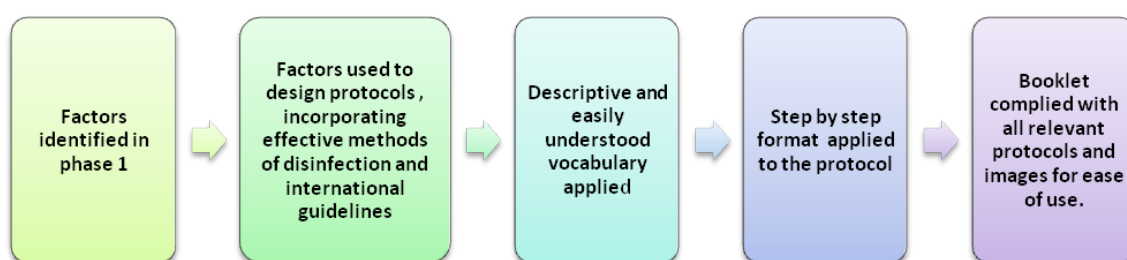 Factors
identified in
phase 1
Factors used to
design protocols ,
incorporating
effective methods
of disinfection and
international
guidelines
Descriptive and
easily
understood
vocabulary
applied
Step by step
format applied
to the protocol
Booklet
complied with
all relevant
protocols and
images for ease
of use.